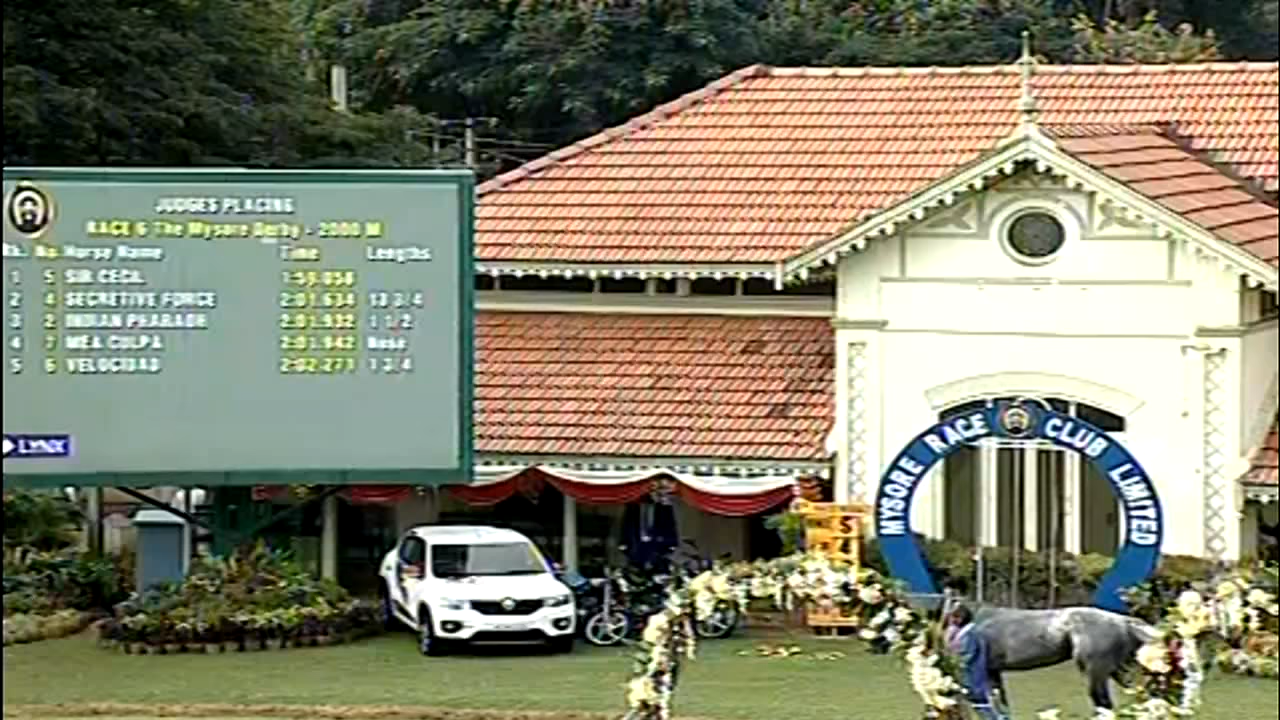 JUDGES PLACING
RACE 6 The Mysore Derby - 2000 M
Rk. No Horse Name Time Lengths
1 5 SIR CECIL 1:59.058
2 4 SECRETIVE FORCE 2:01.634 13 3/4
3 2 INDIAN PHARAOH 2:01.932 1 1/2
4 7 MEA CULPA 2:01.942 Nose
5 6 VELOCIDAD 2:02.271 1 3/4
LYNX
MYSORE RACE CLUB LIMITED